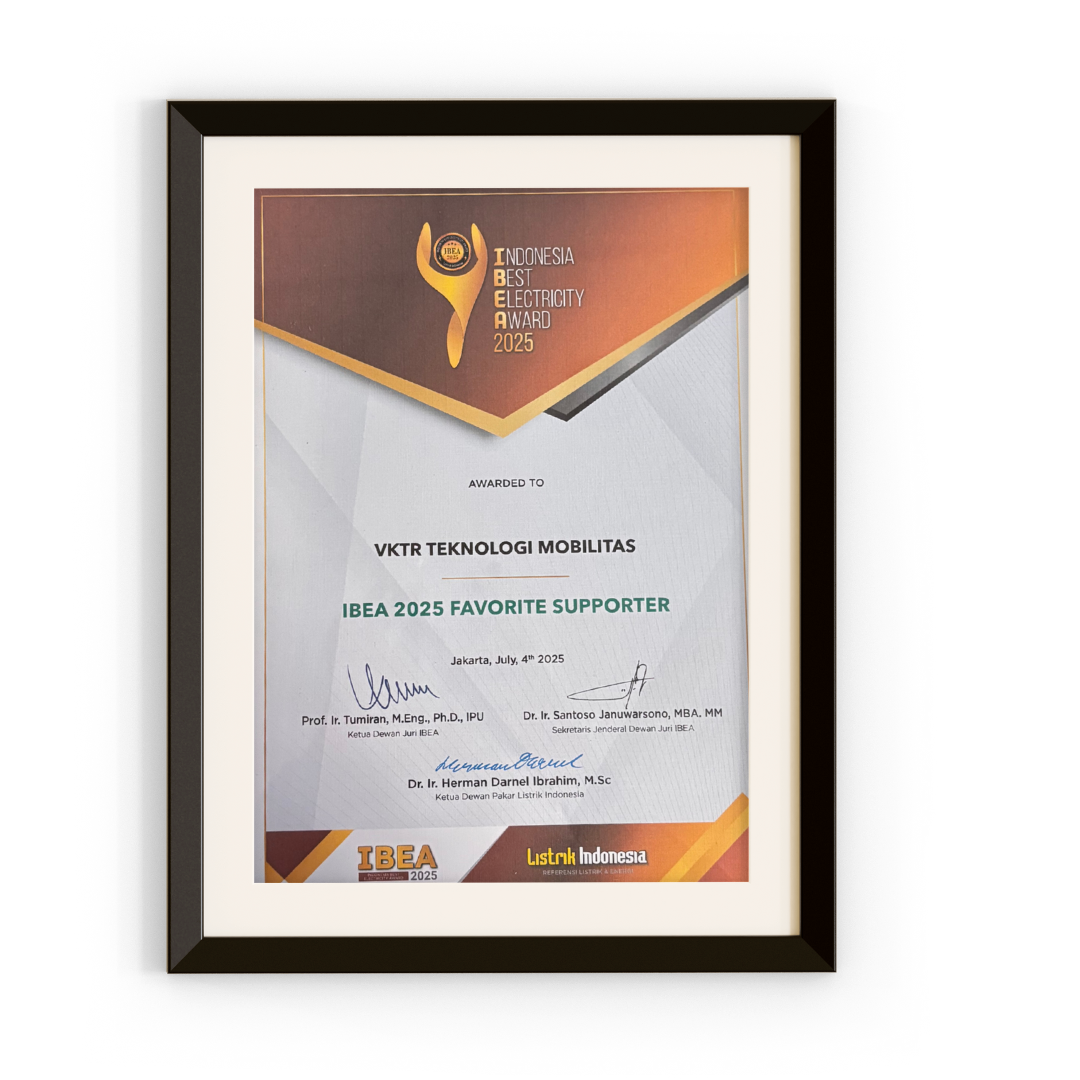 IBEA
2025
INDONESIA
BEST
ELECTRICITY
AWARD
2025
AWARDED TO
VKTR TEKNOLOGI MOBILITAS
IBEA 2025 FAVORITE SUPPORTER
Jakarta, July, 4th 2025
Prof. Ir. Tumiran, M.Eng., Ph.D., IPU
Ketua Dewan Juri IBEA
Dr. Ir. Santoso Januwarsono, MBA. MM
Sekretaris Jenderal Dewan Juri IBEA
Herman Darnel
Dr. Ir. Herman Darnel Ibrahim, M.Sc
Ketua Dewan Pakar Listrik Indonesia
IBEA
2025
Listrik Indonesia
REFERENSI LISTRIK & ENERGI